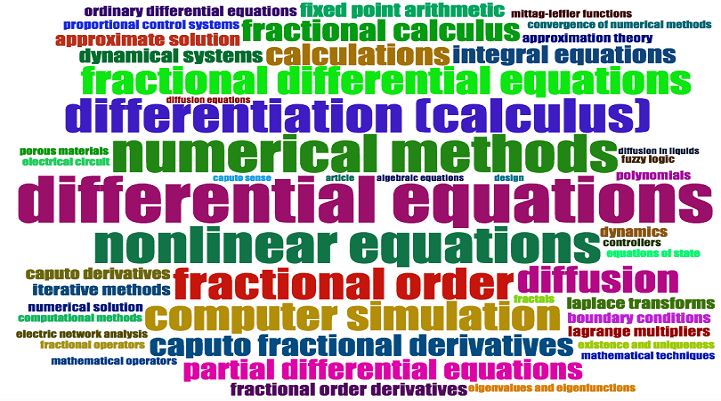 ordinary differential equations fixed point arithmetic mittag-leffler functions
proportional control systems fractional calculus convergence of numerical methods
approximate solution approximation theory
dynamical systems calculations integral equations
fractional differential equations
diffusion equations
differentiation (calculus)
porous materials numerical methods diffusion in liquids
electrical circuit fuzzy logic
caputo sense article algebraic equations design polynomials
differential equations
nonlinear equations dynamics
controllers
equations of state
caputo derivatives fractional order diffusion
iterative methods
fractals
numerical solution computer simulation laplace transforms
computational methods boundary conditions
electric network analysis lagrange multipliers
fractional operators caputo fractional derivatives existence and uniqueness
mathematical operators mathematical techniques
partial differential equations
fractional order derivatives eigenvalues and eigenfunctions